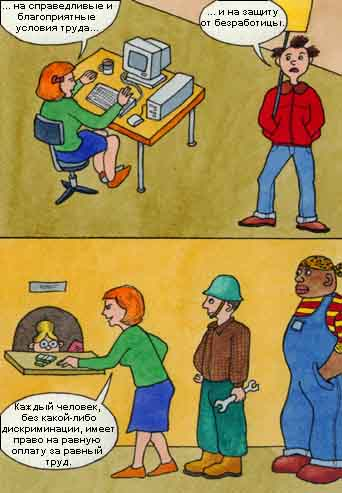 ... на справедливые и
благоприятные
условия труда...
... и на защиту
от безработицы.
Каждый человек,
без какой-либо
дискриминации, имеет
право на равную
оплату за равный
труд.